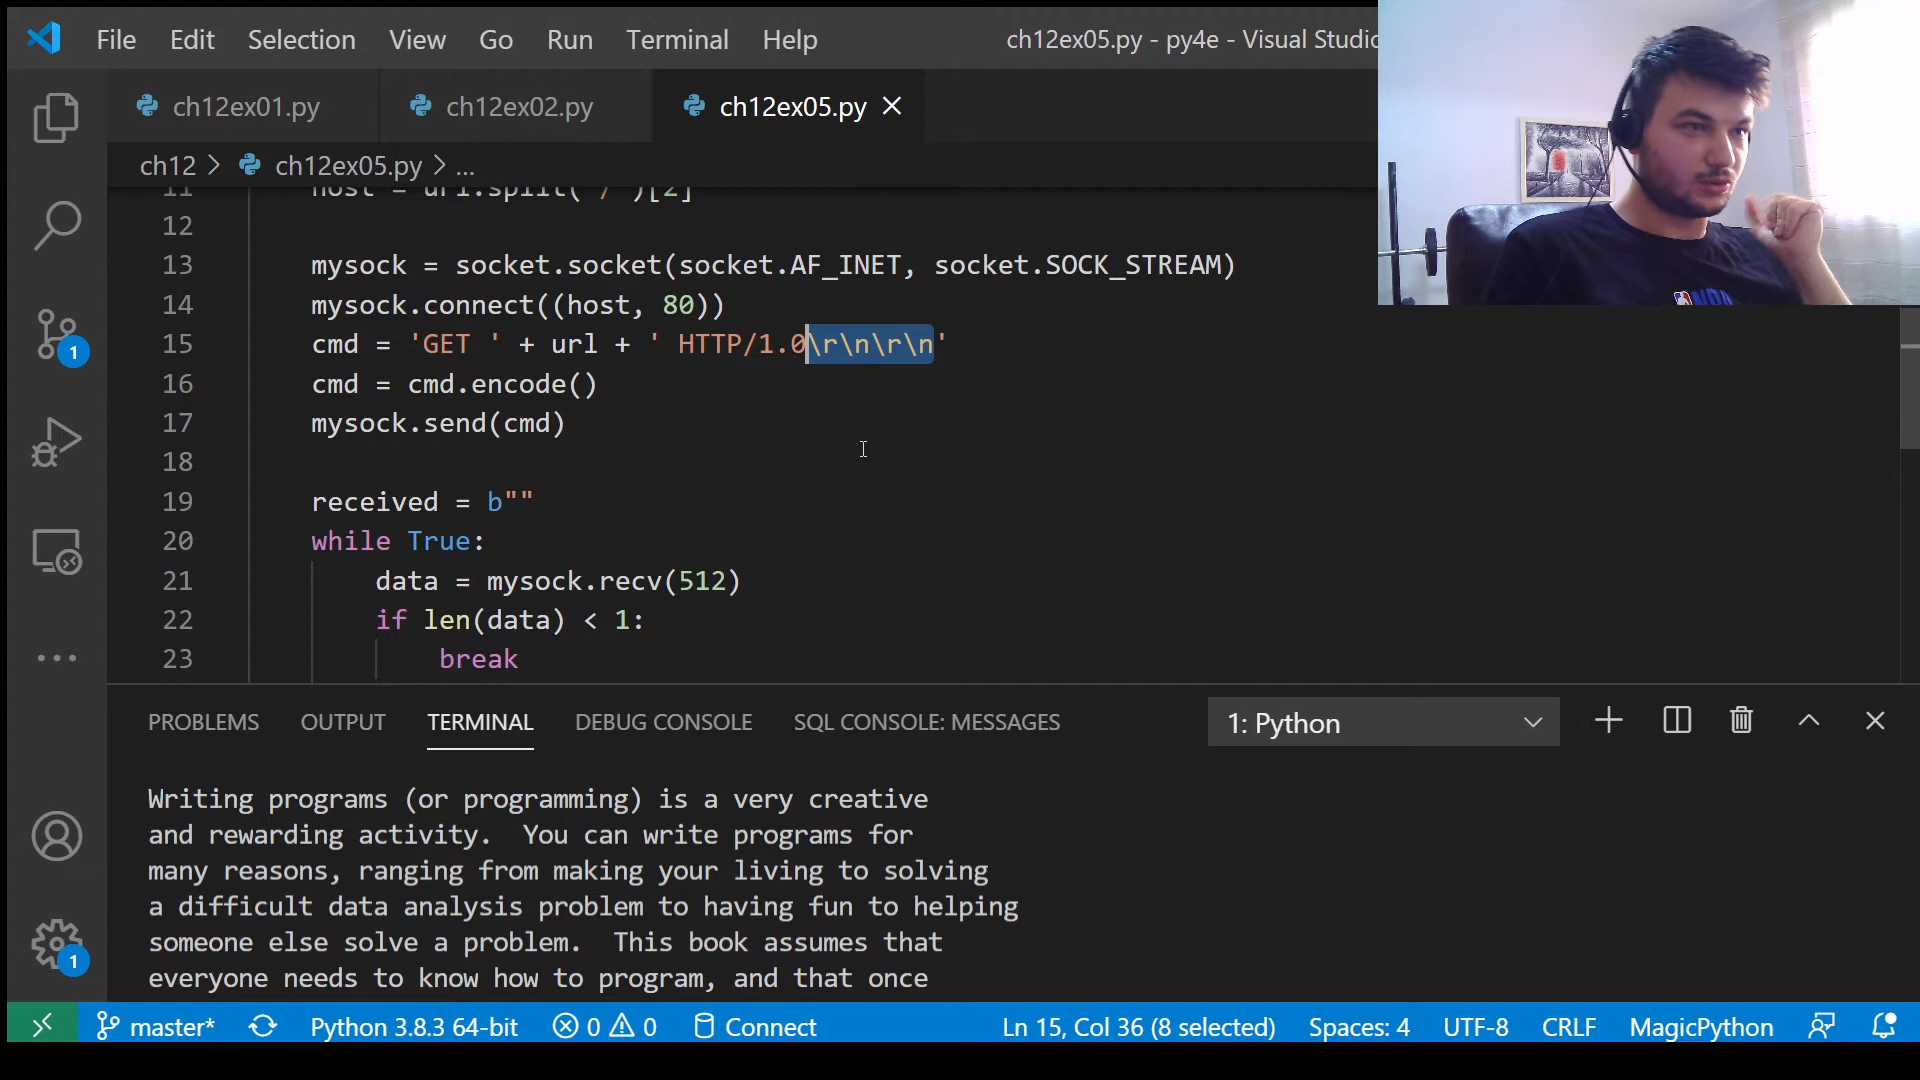 File Edit Selection View Go Run Terminal Help ch12ex05.py - py4e - Visual Studio
ch12ex01.py ch12ex02.py ch12ex05.py
ch12 > ch12ex05.py > ...
11 host = url.split('/')[2]
12
13 mysock = socket.socket(socket.AF_INET, socket.SOCK_STREAM)
14 mysock.connect((host, 80))
15 cmd = 'GET ' + url + ' HTTP/1.0\r\n\r\n'
16 cmd = cmd.encode()
17 mysock.send(cmd)
18
19 received = b""
20 while True:
21 data = mysock.recv(512)
22 if len(data) < 1:
23 break
1
PROBLEMS OUTPUT TERMINAL DEBUG CONSOLE SQL CONSOLE: MESSAGES 1: Python
Writing programs (or programming) is a very creative
and rewarding activity.  You can write programs for
many reasons, ranging from making your living to solving
a difficult data analysis problem to having fun to helping
someone else solve a problem.  This book assumes that
everyone needs to know how to program, and that once
1
master* Python 3.8.3 64-bit 0 0 Connect Ln 15, Col 36 (8 selected) Spaces: 4 UTF-8 CRLF MagicPython